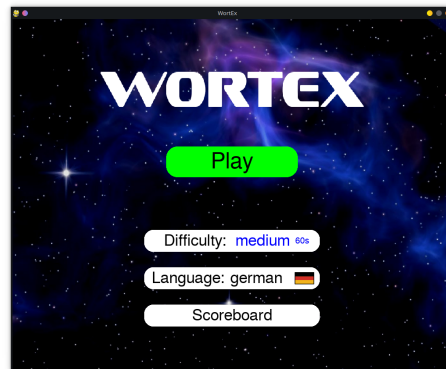 WortEx
WORTEX
Play
Difficulty: medium 60s
Language: german
Scoreboard